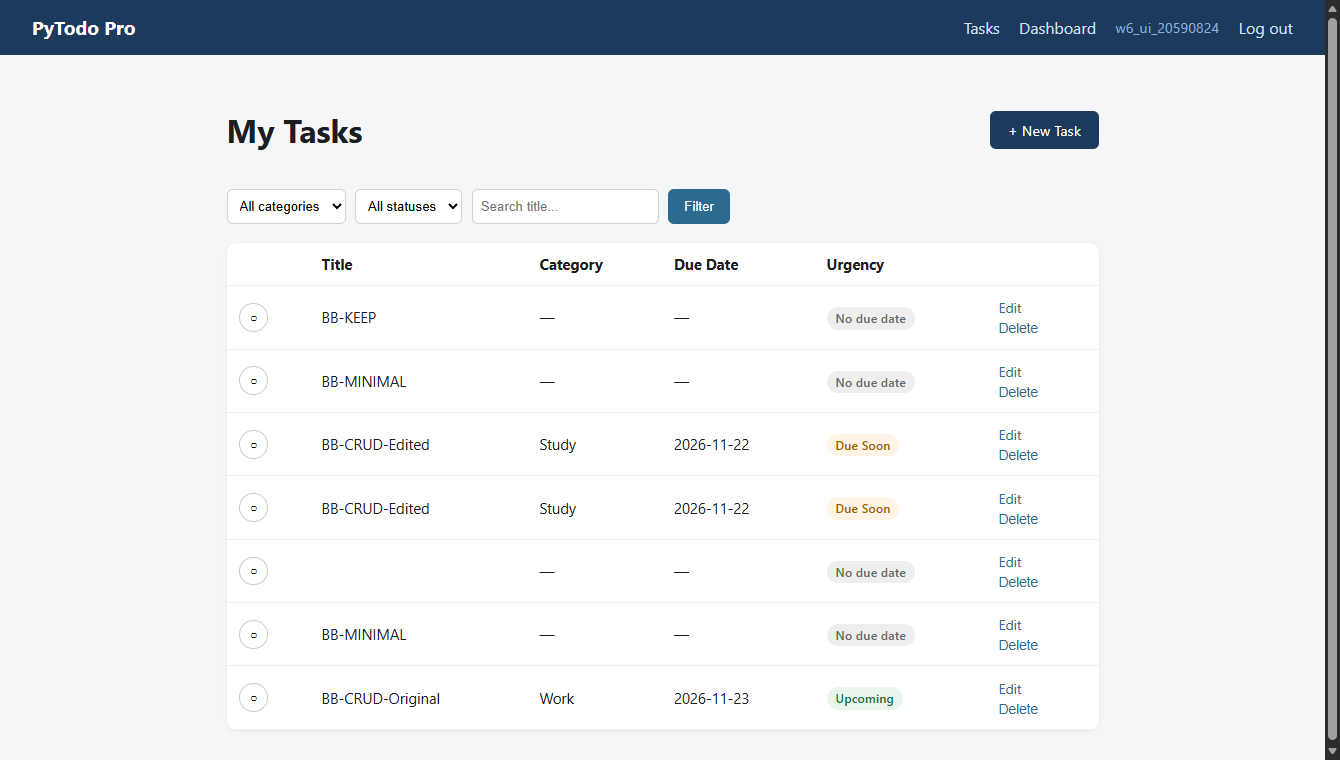 PyTodo Pro
Tasks Dashboard w6_ui_20590824 Log out
My Tasks
+ New Task
All categories All statuses Search title... Filter
Title Category Due Date Urgency
BB-KEEP — — No due date Edit Delete
BB-MINIMAL — — No due date Edit Delete
BB-CRUD-Edited Study 2026-11-22 Due Soon Edit Delete
BB-CRUD-Edited Study 2026-11-22 Due Soon Edit Delete
— — No due date Edit Delete
BB-MINIMAL — — No due date Edit Delete
BB-CRUD-Original Work 2026-11-23 Upcoming Edit Delete